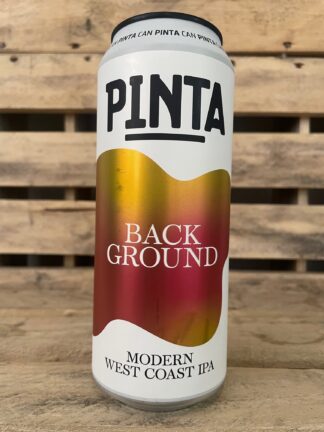 PINTA CAN PINTA CAN PINTA
PINTA
BACK
GROUND
MODERN
WEST COAST IPA